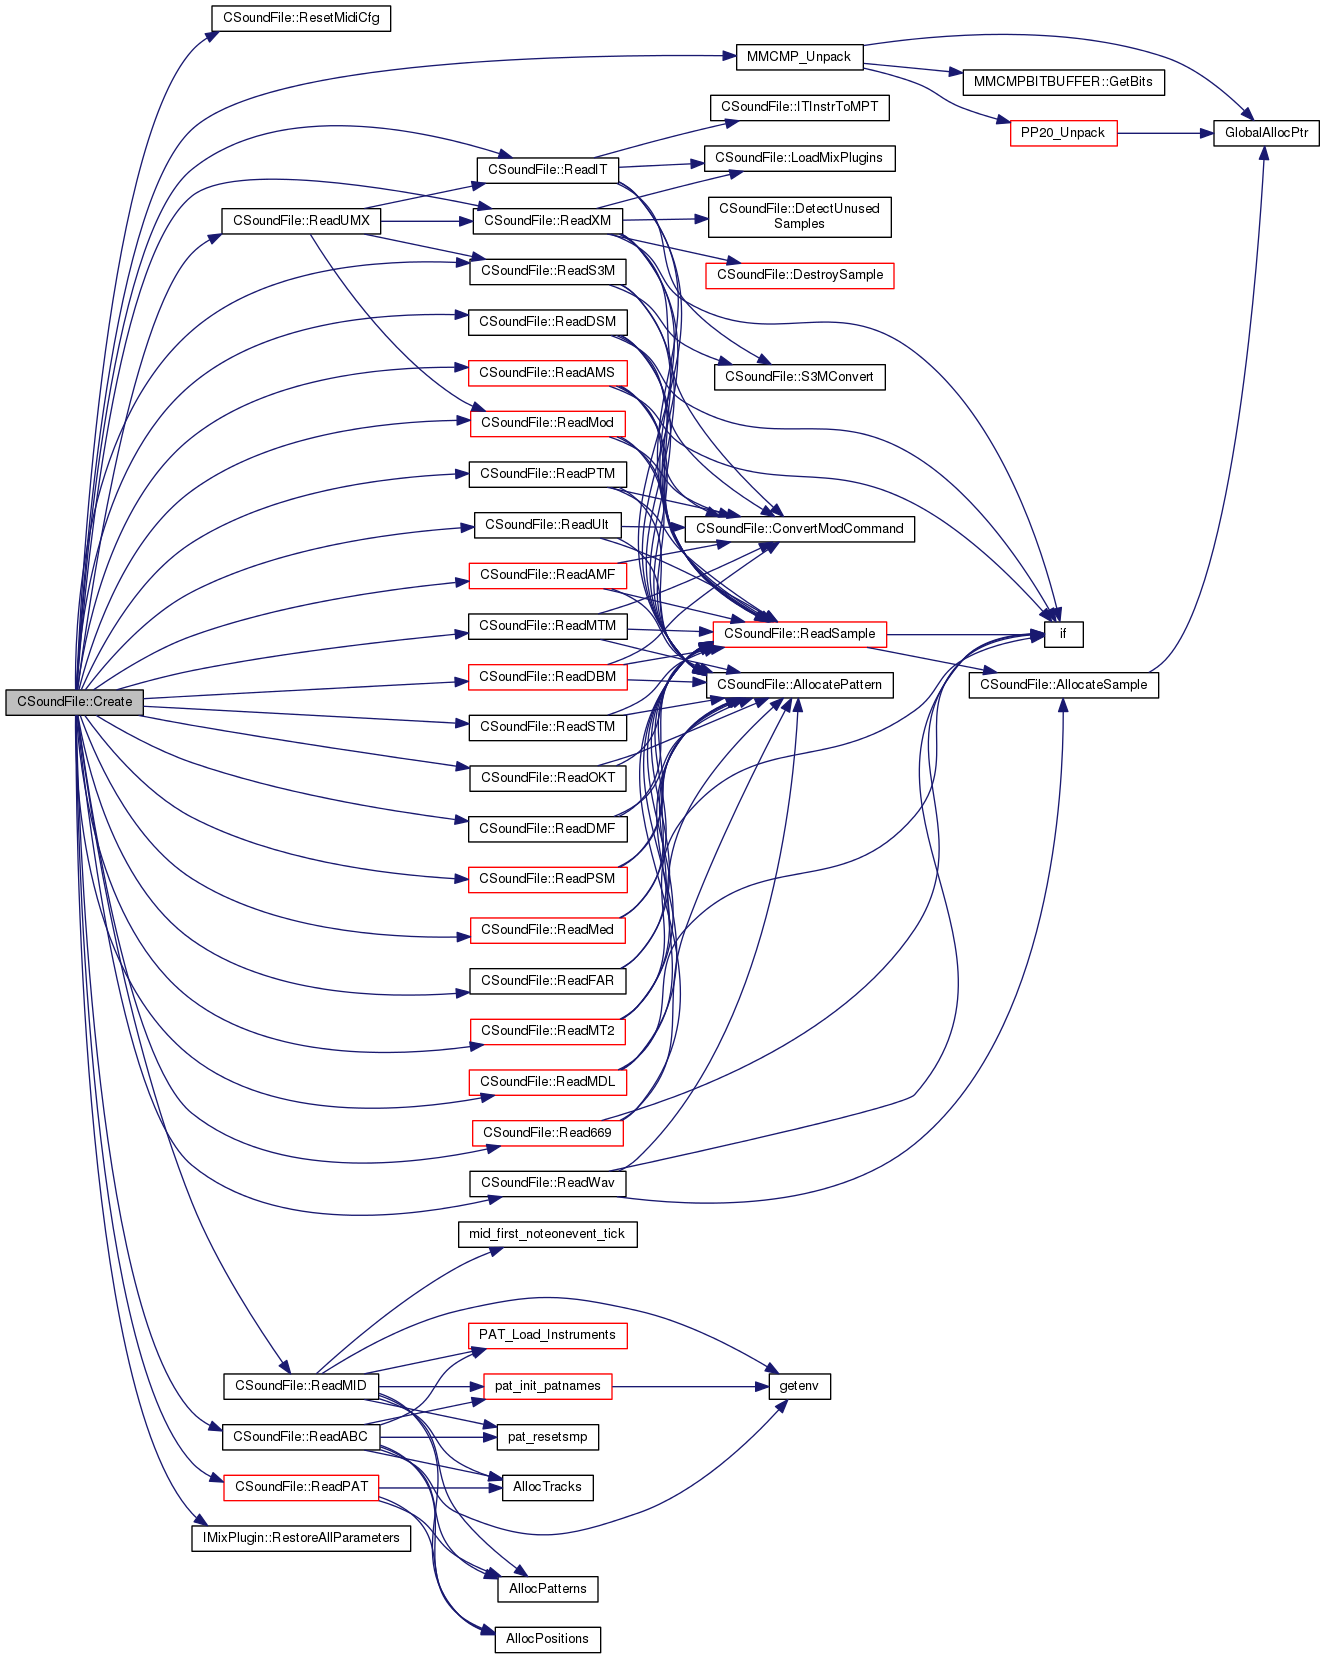 CSoundFile::ResetMidiCfg
MMCMP_Unpack
MMCMPBITBUFFER::GetBits
CSoundFile::ITInstrToMPT
PP20_Unpack
GlobalAllocPtr
CSoundFile::LoadMixPlugins
CSoundFile::ReadIT
CSoundFile::ReadUMX
CSoundFile::ReadXM
CSoundFile::DetectUnused
Samples
CSoundFile::ReadS3M
CSoundFile::DestroySample
CSoundFile::ReadDSM
CSoundFile::ReadAMS
CSoundFile::S3MConvert
CSoundFile::ReadMod
CSoundFile::ReadPTM
CSoundFile::ReadUlt
CSoundFile::ConvertModCommand
CSoundFile::ReadAMF
CSoundFile::ReadMTM
CSoundFile::ReadSample
if
CSoundFile::ReadDBM
CSoundFile::AllocatePattern
CSoundFile::AllocateSample
CSoundFile::Create
CSoundFile::ReadSTM
CSoundFile::ReadOKT
CSoundFile::ReadDMF
CSoundFile::ReadPSM
CSoundFile::ReadMed
CSoundFile::ReadFAR
CSoundFile::ReadMT2
CSoundFile::ReadMDL
CSoundFile::Read669
CSoundFile::ReadWav
mid_first_noteonevent_tick
PAT_Load_Instruments
CSoundFile::ReadMID
pat_init_patnames
getenv
CSoundFile::ReadABC
pat_resetsmp
CSoundFile::ReadPAT
AllocTracks
IMixPlugin::RestoreAllParameters
AllocPatterns
AllocPositions